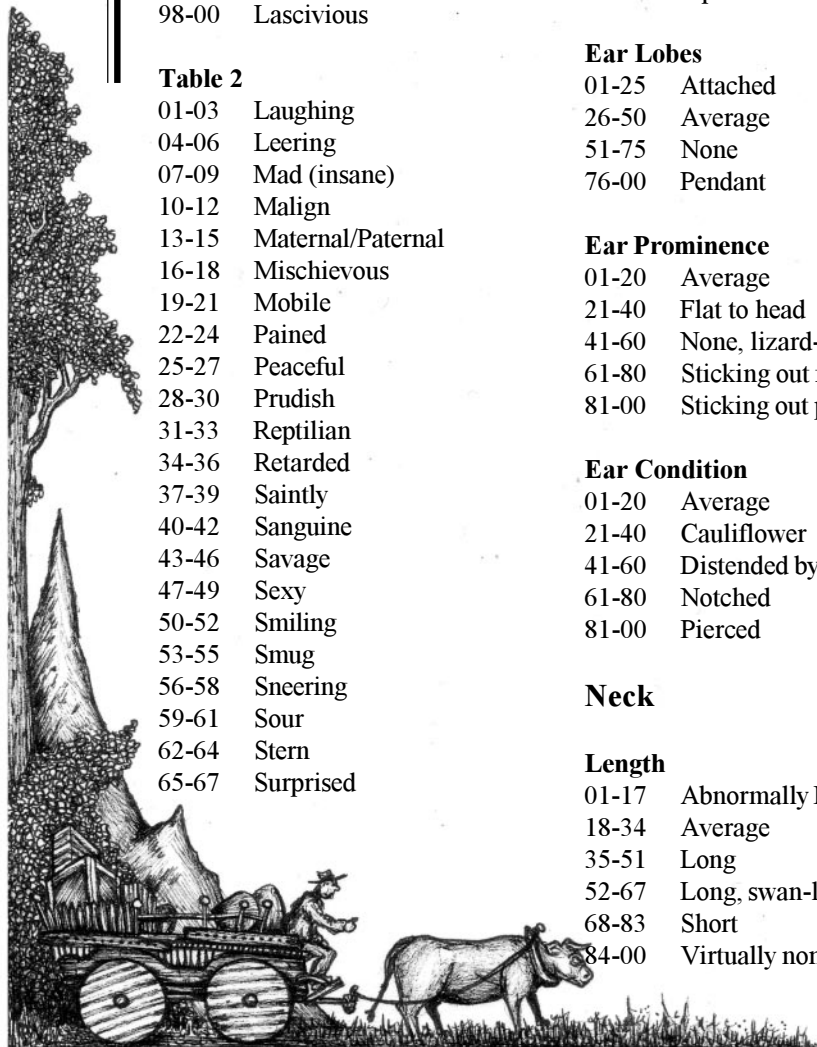 98-00 Lascivious
Table 2
01-03 Laughing
04-06 Leering
07-09 Mad (insane)
10-12 Malign
13-15 Maternal/Paternal
16-18 Mischievous
19-21 Mobile
22-24 Pained
25-27 Peaceful
28-30 Prudish
31-33 Reptilian
34-36 Retarded
37-39 Saintly
40-42 Sanguine
43-46 Savage
47-49 Sexy
50-52 Smiling
53-55 Smug
56-58 Sneering
59-61 Sour
62-64 Stern
65-67 Surprised
Ear Lobes
01-25 Attached
26-50 Average
51-75 None
76-00 Pendant
Ear Prominence
01-20 Average
21-40 Flat to head
41-60 None, lizard-
61-80 Sticking out
81-00 Sticking out
Ear Condition
01-20 Average
21-40 Cauliflower
41-60 Distended by
61-80 Notched
81-00 Pierced
Neck
Length
01-17 Abnormally
18-34 Average
35-51 Long
52-67 Long,
68-83 Short
84-00 Virtually